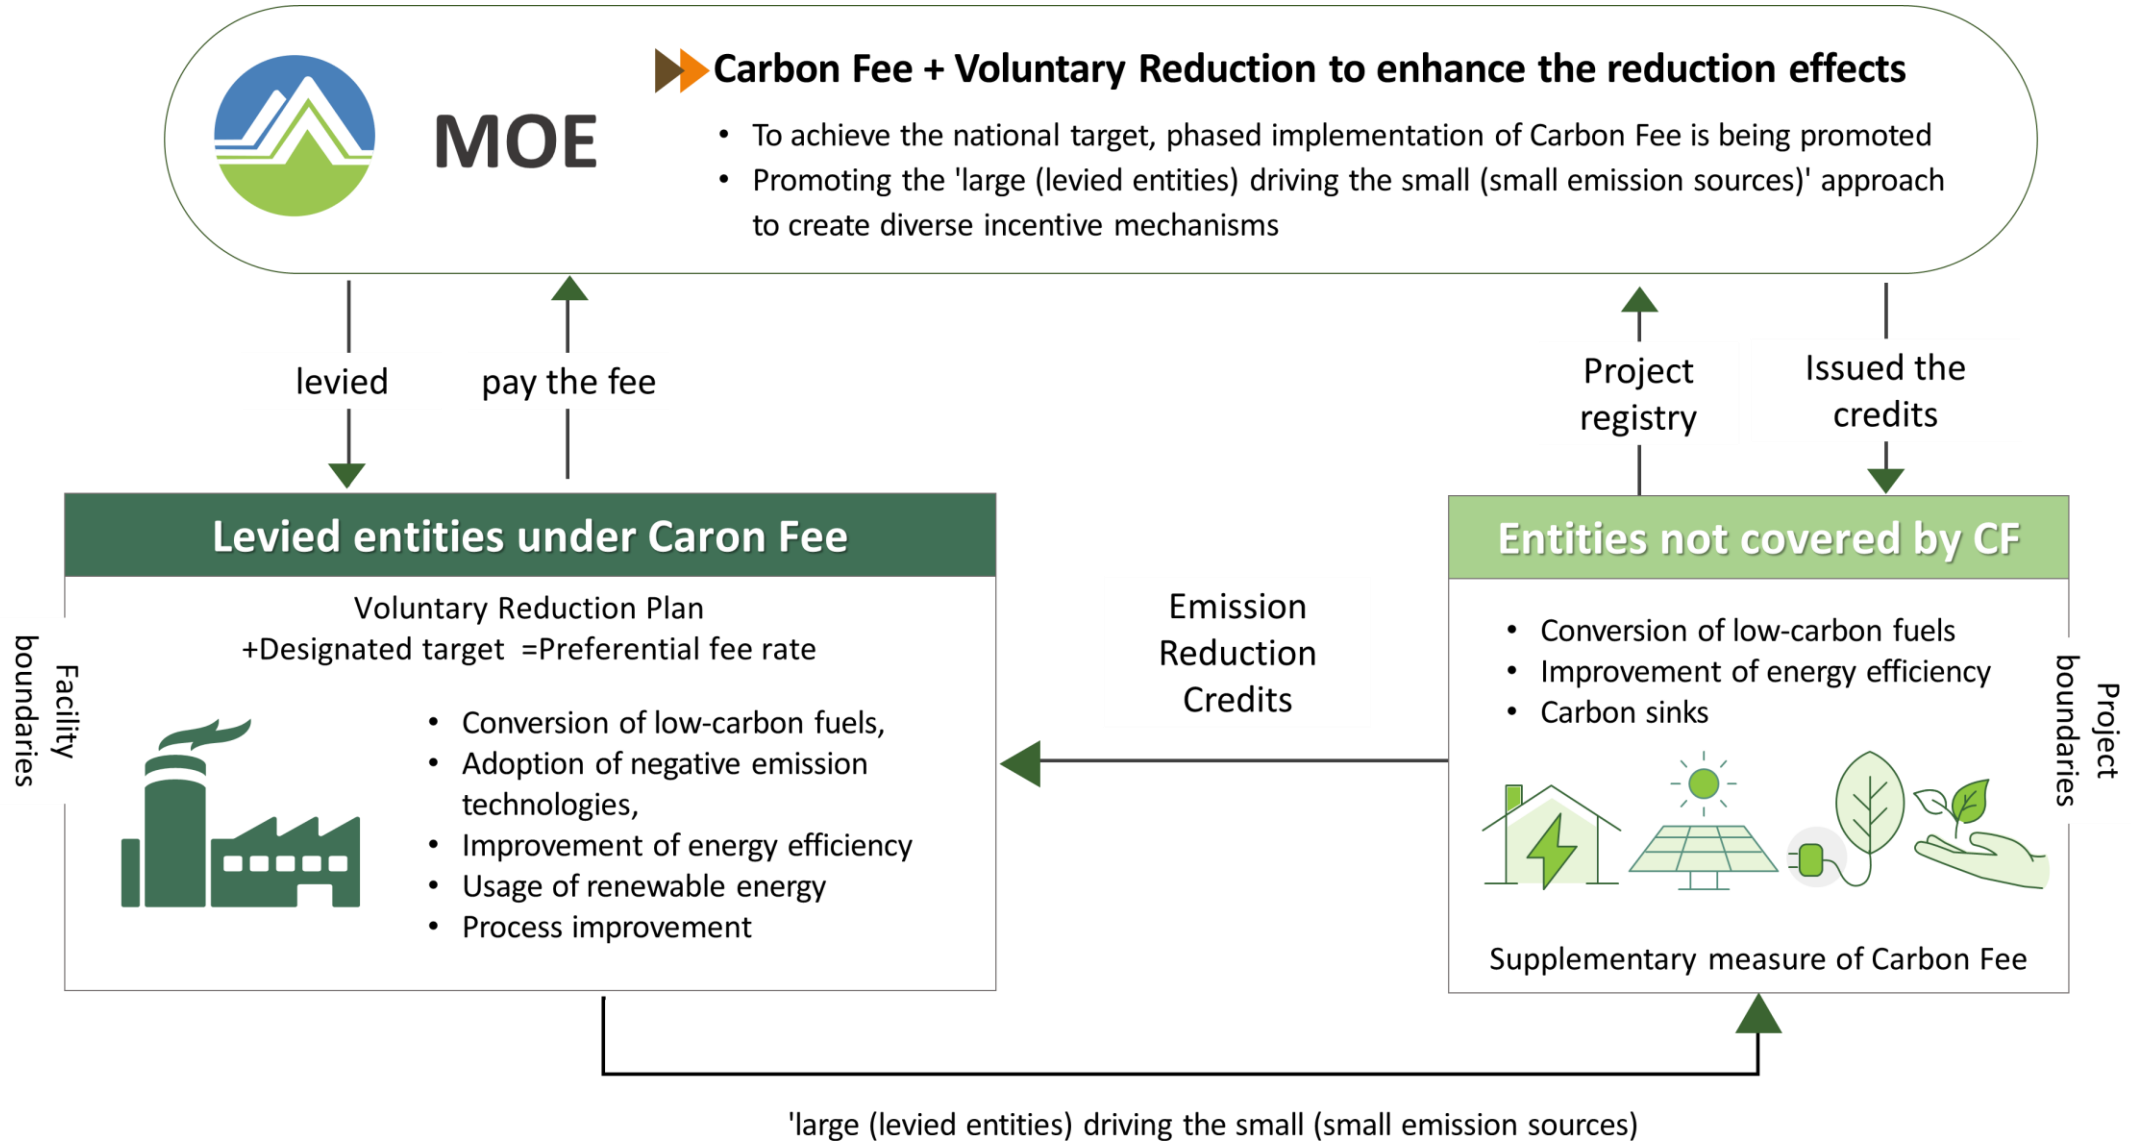 MOE
Carbon Fee + Voluntary Reduction to enhance the reduction effects
• To achieve the national target, phased implementation of Carbon Fee is being promoted
• Promoting the 'large (levied entities) driving the small (small emission sources)' approach
to create diverse incentive mechanisms
levied
pay the fee
Project
registry
Issued the
credits
Levied entities under Caron Fee
Facility
boundaries
Voluntary Reduction Plan
+Designated target =Preferential fee rate
• Conversion of low-carbon fuels,
• Adoption of negative emission
technologies,
• Improvement of energy efficiency
• Usage of renewable energy
• Process improvement
Emission
Reduction
Credits
Entities not covered by CF
• Conversion of low-carbon fuels
• Improvement of energy efficiency
• Carbon sinks
Supplementary measure of Carbon Fee
Project
boundaries
'large (levied entities) driving the small (small emission sources)